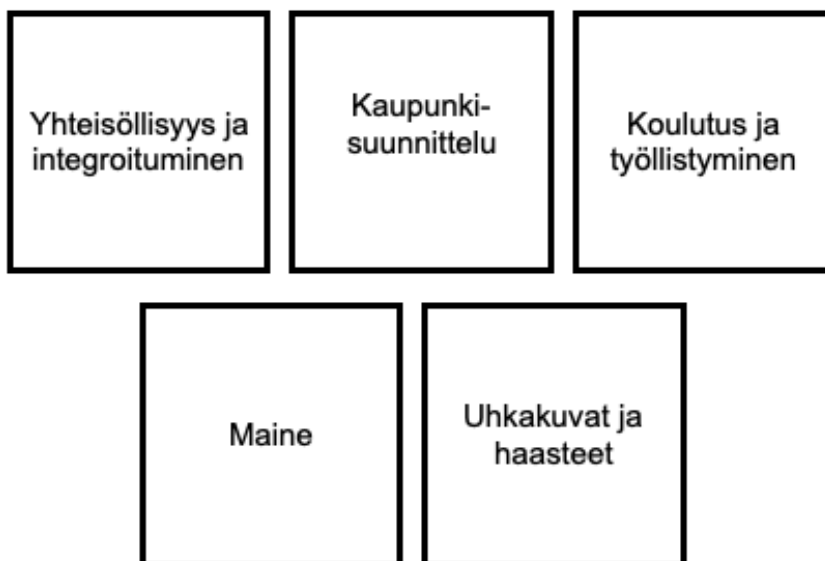 Yhteisöllisyys ja
integroituminen
Kaupunki-
suunnittelu
Koulutus ja
työllistyminen
Maine
Uhkakuvat ja
haasteet